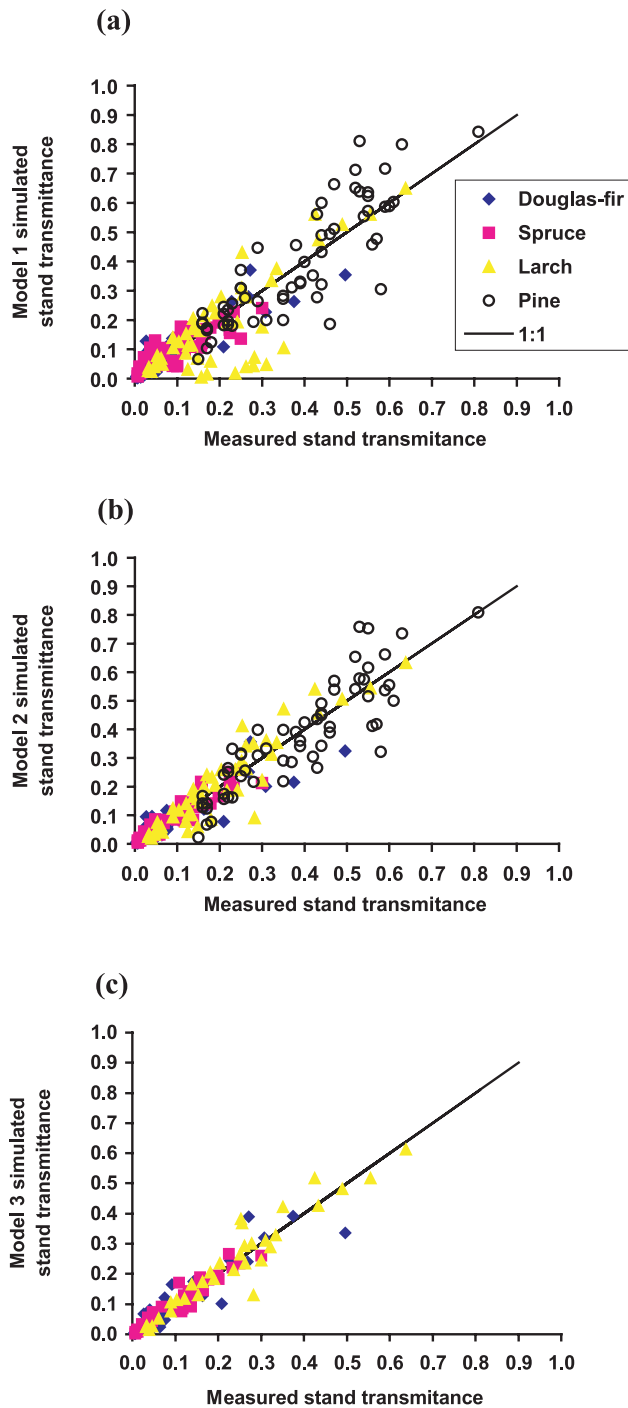 (a)
Model 1 simulated
stand transmittance
1.0
0.9
0.8
0.7
0.6
0.5
0.4
0.3
0.2
0.1
0.0
0.0 0.1 0.2 0.3 0.4 0.5 0.6 0.7 0.8 0.9 1.0
Measured stand transmitance
Douglas-fir
Spruce
Larch
Pine
1:1
(b)
Model 2 simulated
stand transmittance
1.0
0.9
0.8
0.7
0.6
0.5
0.4
0.3
0.2
0.1
0.0
0.0 0.1 0.2 0.3 0.4 0.5 0.6 0.7 0.8 0.9 1.0
Measured stand transmitance
(c)
Model 3 simulated
stand transmittance
1.0
0.9
0.8
0.7
0.6
0.5
0.4
0.3
0.2
0.1
0.0
0.0 0.1 0.2 0.3 0.4 0.5 0.6 0.7 0.8 0.9 1.0
Measured stand transmitance